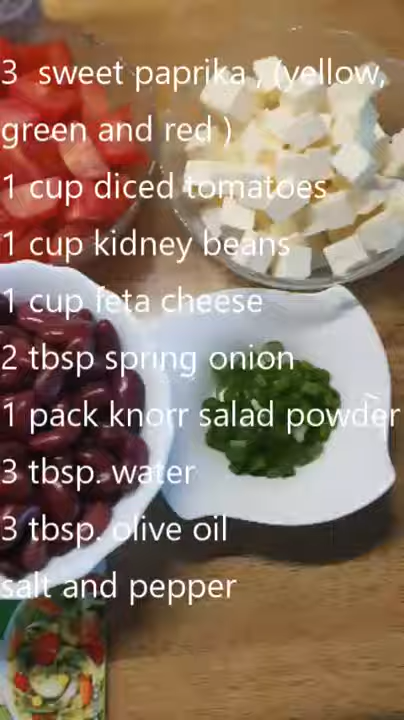 3 sweet paprika , (yellow,
green and red )
1 cup diced tomatoes
1 cup kidney beans
1 cup feta cheese
2 tbsp spring onion
1 pack knorr salad powder
3 tbsp. water
3 tbsp. olive oil
salt and pepper